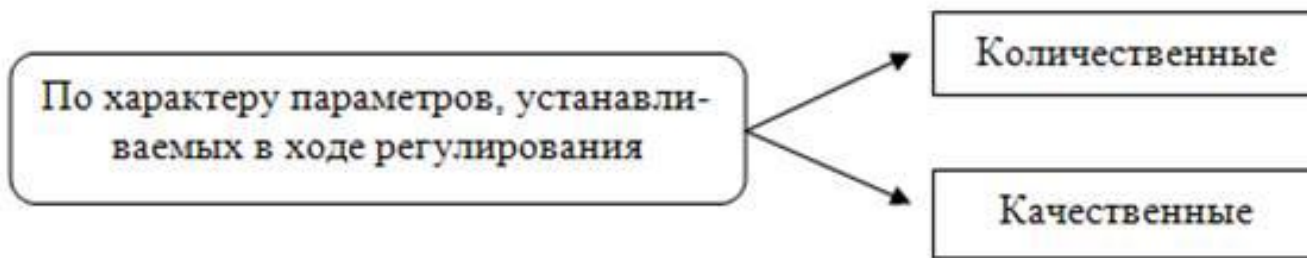 По характеру параметров, устанавли-
ваемых в ходе регулирования
Количественные
Качественные